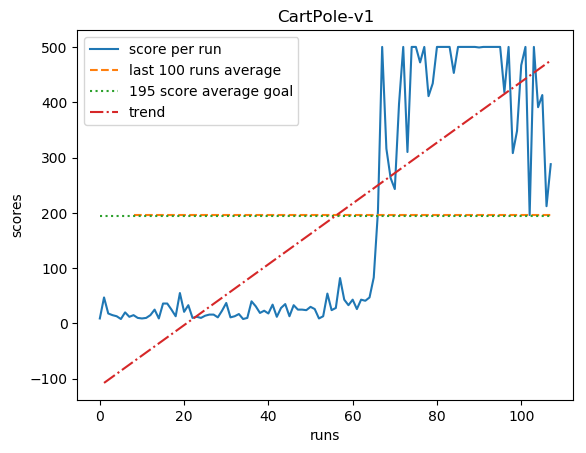 CartPole-v1
500
400
300
200
100
0
−100
scores
score per run
last 100 runs average
195 score average goal
trend
0
20
40
60
80
100
runs